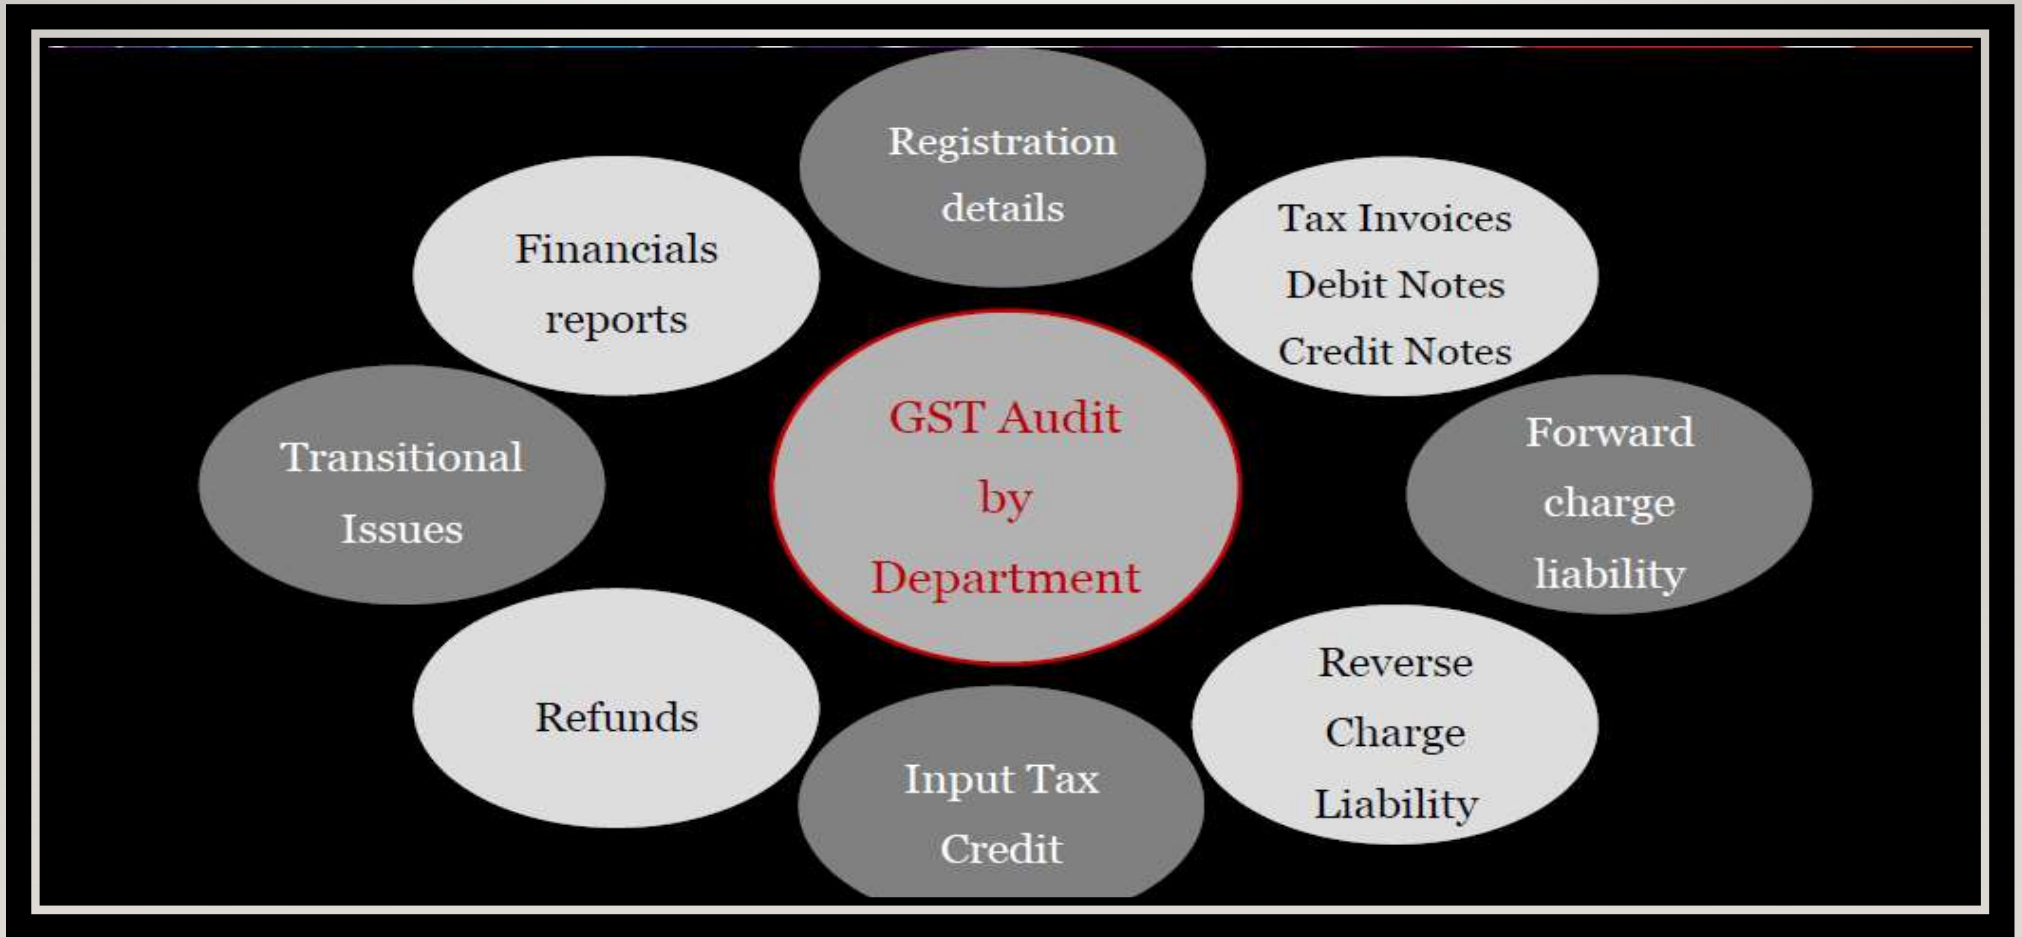 Registration
details
Tax Invoices
Debit Notes
Credit Notes
Forward
charge
liability
Reverse
Charge
Liability
Input Tax
Credit
Refunds
Transitional
Issues
Financials
reports
GST Audit
by
Department